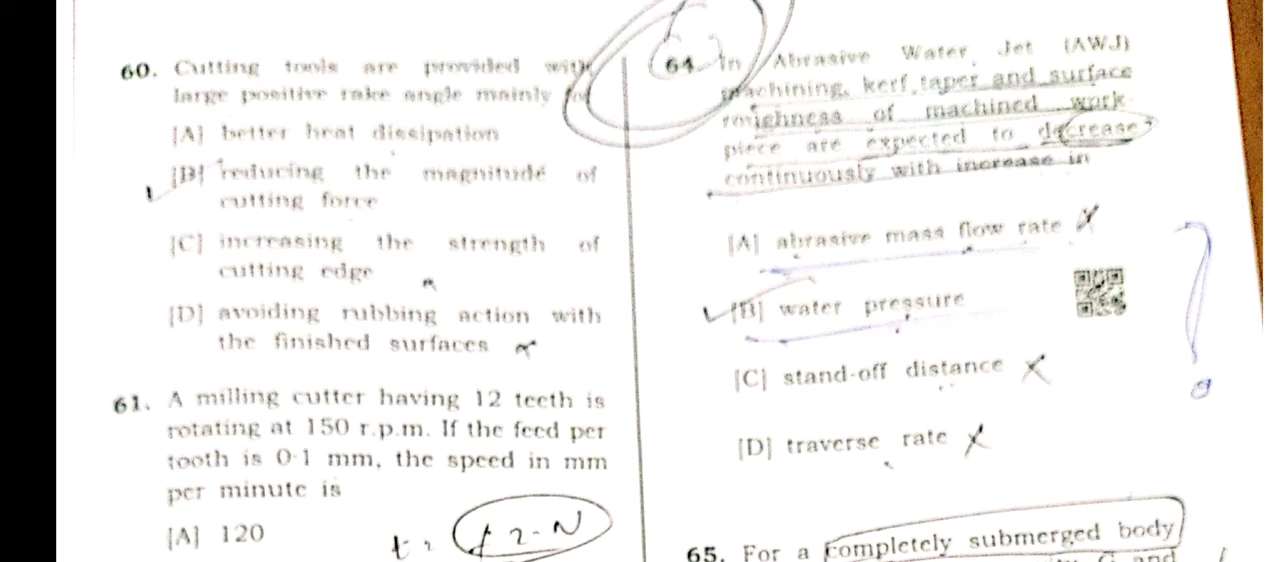 60. Cutting tools are provided with
large positive rake angle mainly
[A] better heat dissipation
[B] reducing the magnitude of
cutting force
[C] increasing the strength of
cutting edge
[D] avoiding rubbing action with
the finished surfaces
61. A milling cutter having 12 teeth is
rotating at 150 r.p.m. If the feed per
tooth is 0·1 mm, the speed in mm
per minute is
[A] 120
64. In Abrasive Water Jet (AWJ)
machining, kerf taper and surface
roughness of machined work-
piece are expected to decrease
continuously with increase in
[A] abrasive mass flow rate
[B] water pressure
[C] stand-off distance
[D] traverse rate
65. For a completely submerged body
G and